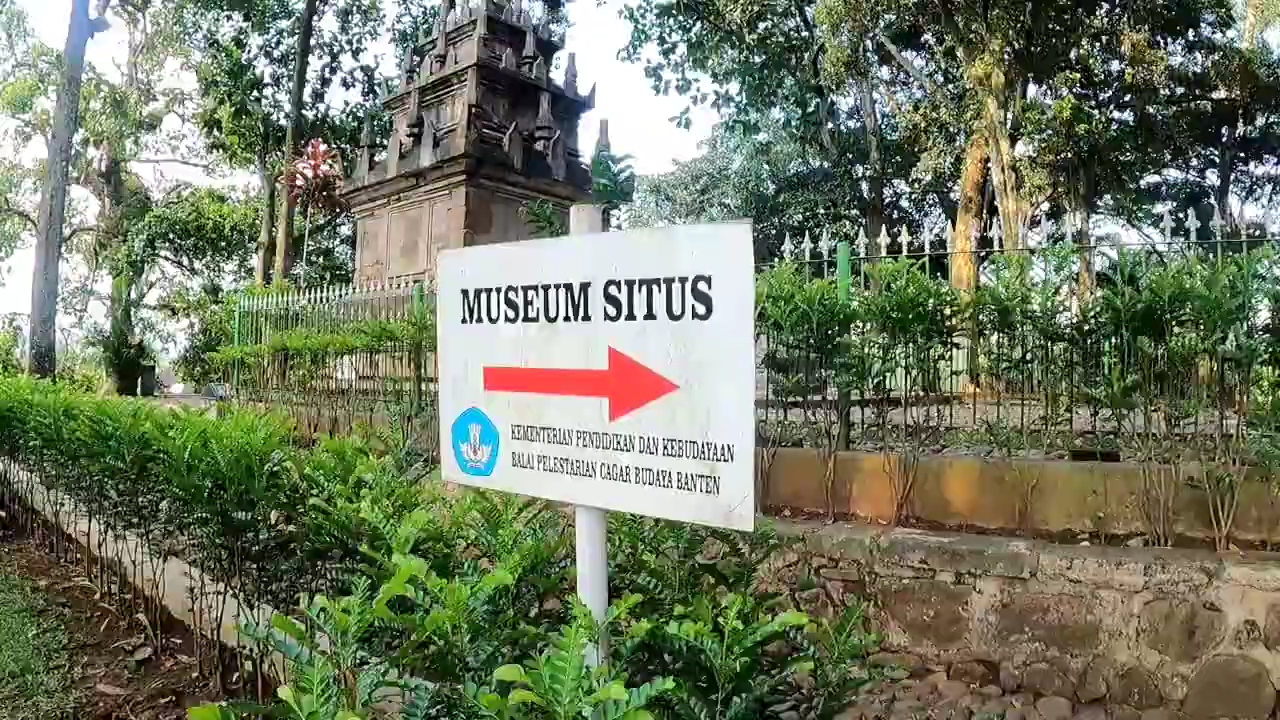 MUSEUM SITUS
KEMENTERIAN PENDIDIKAN DAN KEBUDAYAAN
BALAI PELESTARIAN CAGAR BUDAYA BANTEN